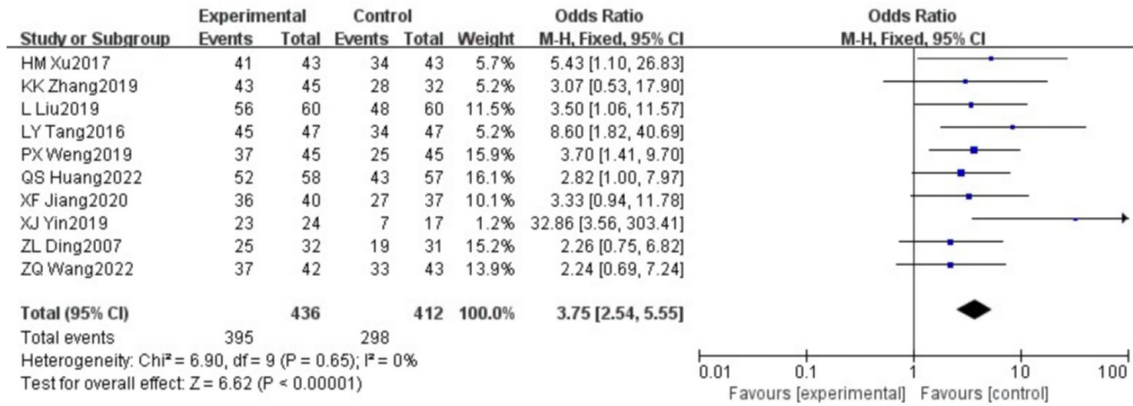 Experimental Control Odds Ratio Odds Ratio
Study or Subgroup Events Total Events Total Weight M-H, Fixed, 95% CI M-H, Fixed, 95% CI
HM Xu2017 41 43 34 43 5.7% 5.43 [1.10, 26.83]
KK Zhang2019 43 45 28 32 5.2% 3.07 [0.53, 17.90]
L Liu2019 56 60 48 60 11.5% 3.50 [1.06, 11.57]
LY Tang2016 45 47 34 47 5.2% 8.60 [1.82, 40.69]
PX Weng2019 37 45 25 45 15.9% 3.70 [1.41, 9.70]
QS Huang2022 52 58 43 57 16.1% 2.82 [1.00, 7.97]
XF Jiang2020 36 40 27 37 10.1% 3.33 [0.94, 11.78]
XJ Yin2019 23 24 7 17 1.2% 32.86 [3.56, 303.41]
ZL Ding2007 25 32 19 31 15.2% 2.26 [0.75, 6.82]
ZQ Wang2022 37 42 33 43 13.9% 2.24 [0.69, 7.24]
Total (95% CI) 436 412 100.0% 3.75 [2.54, 5.55]
Total events 395 298
Heterogeneity: Chi² = 6.90, df = 9 (P = 0.65); I² = 0%
Test for overall effect: Z = 6.62 (P < 0.00001)
0.01 0.1 1 10 100
Favours [experimental] Favours [control]